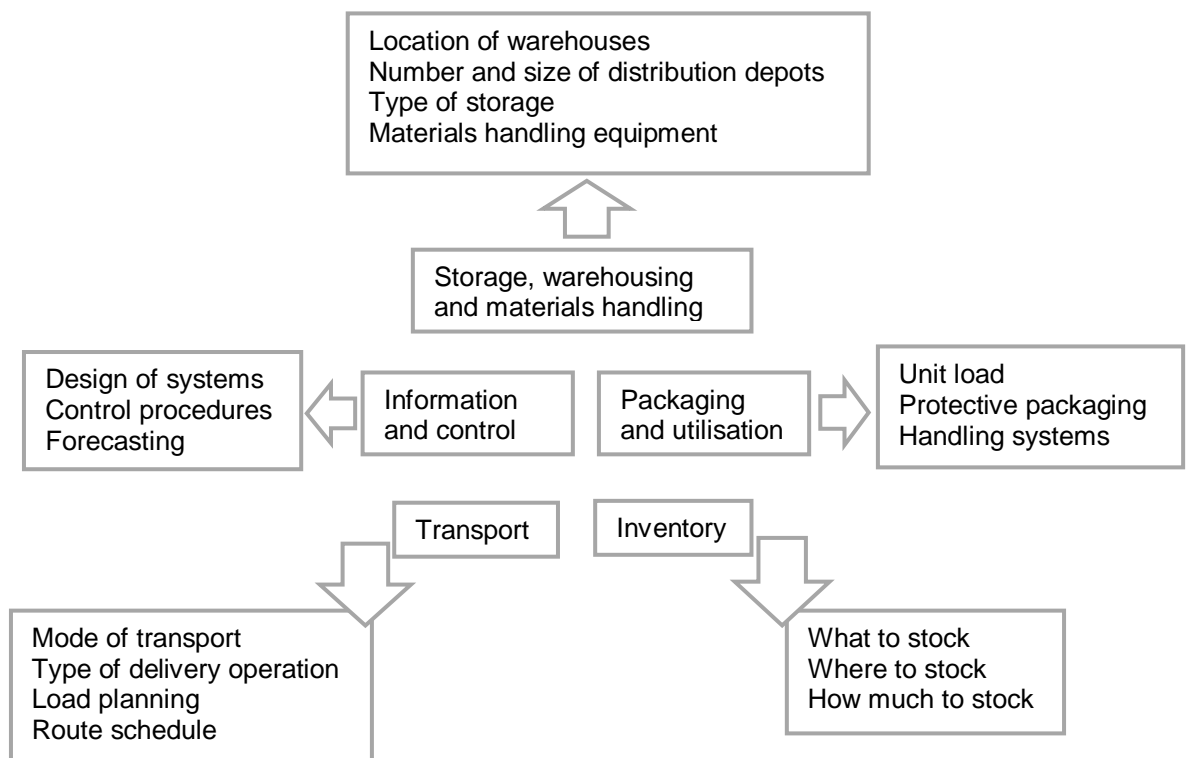 Location of warehouses
Number and size of distribution depots
Type of storage
Materials handling equipment
Storage, warehousing
and materials handling
Design of systems
Control procedures
Forecasting
Information
and control
Packaging
and utilisation
Unit load
Protective packaging
Handling systems
Transport
Inventory
Mode of transport
Type of delivery operation
Load planning
Route schedule
What to stock
Where to stock
How much to stock